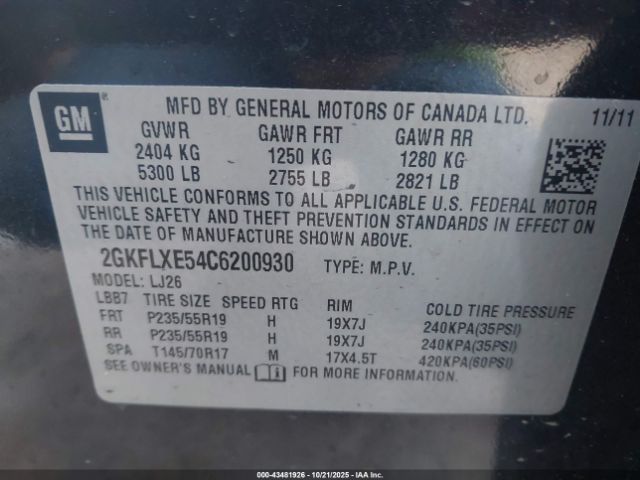 GM
MFD BY GENERAL MOTORS OF CANADA LTD. 11/11
GVWR GAWR FRT GAWR RR
2404 KG 1250 KG 1280 KG
5300 LB 2755 LB 2821 LB
THIS VEHICLE CONFORMS TO ALL APPLICABLE U.S. FEDERAL MOTOR
VEHICLE SAFETY AND THEFT PREVENTION STANDARDS IN EFFECT ON
THE DATE OF MANUFACTURE SHOWN ABOVE.
2GKFLXE54C6200930 TYPE: M.P.V.
MODEL: LJ26
LBB7 TIRE SIZE SPEED RTG RIM COLD TIRE PRESSURE
FRT P235/55R19 H 19X7J 240KPA(35PSI)
RR P235/55R19 H 19X7J 240KPA(35PSI)
SPA T145/70R17 M 17X4.5T 420KPA(60PSI)
SEE OWNER'S MANUAL FOR ADDITIONAL INFORMATION.
000-43481926 - 10/21/2025 - IAA Inc.